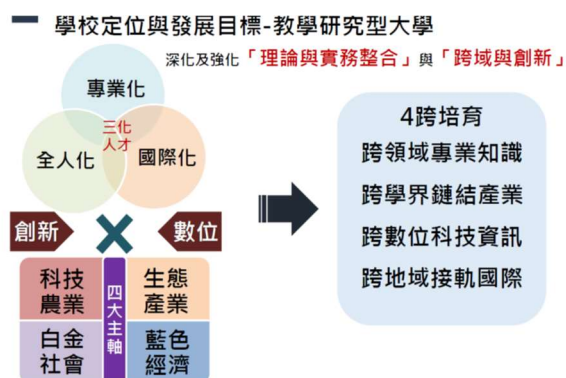 學校定位與發展目標-教學研究型大學
深化及強化「理論與實務整合」與「跨域與創新」
專業化
三化
人才
全人化
國際化
創新
數位
科技
農業
生態
產業
四大主軸
白金
社會
藍色
經濟
4跨培育
跨領域專業知識
跨學界鏈結產業
跨數位科技資訊
跨地域接軌國際